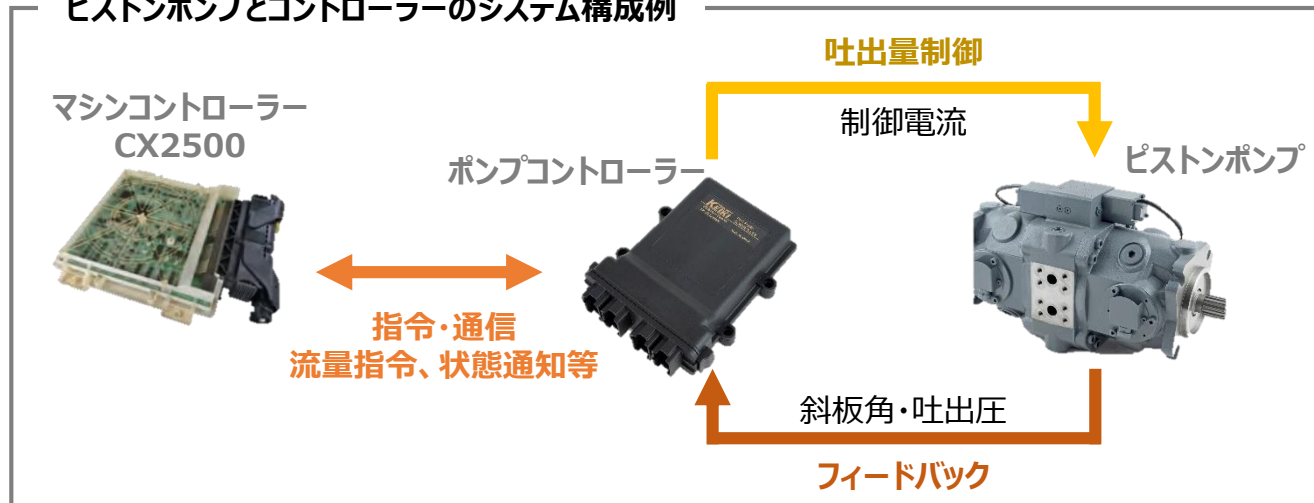 ピストンポンプとコントローラーのシステム構成例
吐出量制御
マシンコントローラー
CX2500
制御電流
ポンプコントローラー
ピストンポンプ
KEIKI
指令・通信
流量指令、状態通知等
斜板角・吐出圧
フィードバック